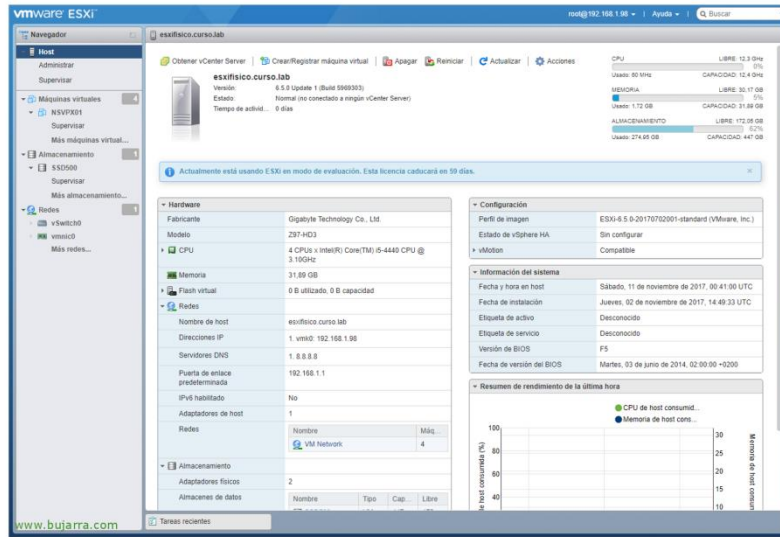 vmware ESXi
root@192.168.1.98
Ayuda
Buscar
Navegador
esxifisico.curso.lab
Host
Administrar
Supervisar
Máquinas virtuales
4
NSVPX01
Supervisar
Más máquinas virtual...
Almacenamiento
1
SSD500
Supervisar
Más almacenamiento...
Redes
1
vSwitch0
vmnic0
Más redes...
Obtener vCenter Server
Crear/Registrar máquina virtual
Apagar
Reiniciar
Actualizar
Acciones
esxifisico.curso.lab
Versión: 6.5.0 Update 1 (Build 5969303)
Estado: Normal (no conectado a ningún vCenter Server)
Tiempo de activid... 0 días
CPU LIBRE: 12,3 GHz
0%
Usado: 60 MHz CAPACIDAD: 12,4 GHz
MEMORIA LIBRE: 30,17 GB
5%
Usado: 1,72 GB CAPACIDAD: 31,89 GB
ALMACENAMIENTO LIBRE: 172,05 GB
62%
Usado: 274,95 GB CAPACIDAD: 447 GB
Actualmente está usando ESXi en modo de evaluación. Esta licencia caducará en 59 días.
Hardware
Fabricante Gigabyte Technology Co., Ltd.
Modelo Z97-HD3
CPU 4 CPUs x Intel(R) Core(TM) i5-4440 CPU @
3.10GHz
Memoria 31,89 GB
Flash virtual 0 B utilizado, 0 B capacidad
Redes
Nombre de host esxifisico.curso.lab
Direcciones IP 1. vmk0: 192.168.1.98
Servidores DNS 1. 8.8.8.8
Puerta de enlace 192.168.1.1
predeterminada
IPv6 habilitado No
Adaptadores de host 1
Redes Nombre Máq...
VM Network 4
Almacenamiento
Adaptadores físicos 2
Almacenes de datos Nombre Tipo Cap... Libre
Configuración
Perfil de imagen ESXi-6.5.0-20170702001-standard (VMware, Inc.)
Estado de vSphere HA Sin configurar
vMotion Compatible
Información del sistema
Fecha y hora en host Sábado, 11 de noviembre de 2017, 00:41:00 UTC
Fecha de instalación Jueves, 02 de noviembre de 2017, 14:49:33 UTC
Etiqueta de activo Desconocido
Etiqueta de servicio Desconocido
Versión de BIOS F5
Fecha de versión del BIOS Martes, 03 de junio de 2014, 02:00:00 +0200
Resumen de rendimiento de la última hora
CPU de host consumid...
Memoria de host cons...
100
80
60
40
30
25
20
15
10
de host consumida (%)
Memoria de host consum
Tareas recientes
www.bujarra.com